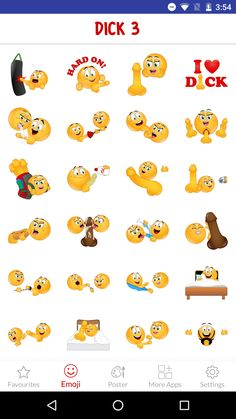 3:54
DICK 3
HARD ON!
I ❤
DICK
Favourites Emoji Poster More Apps Settings